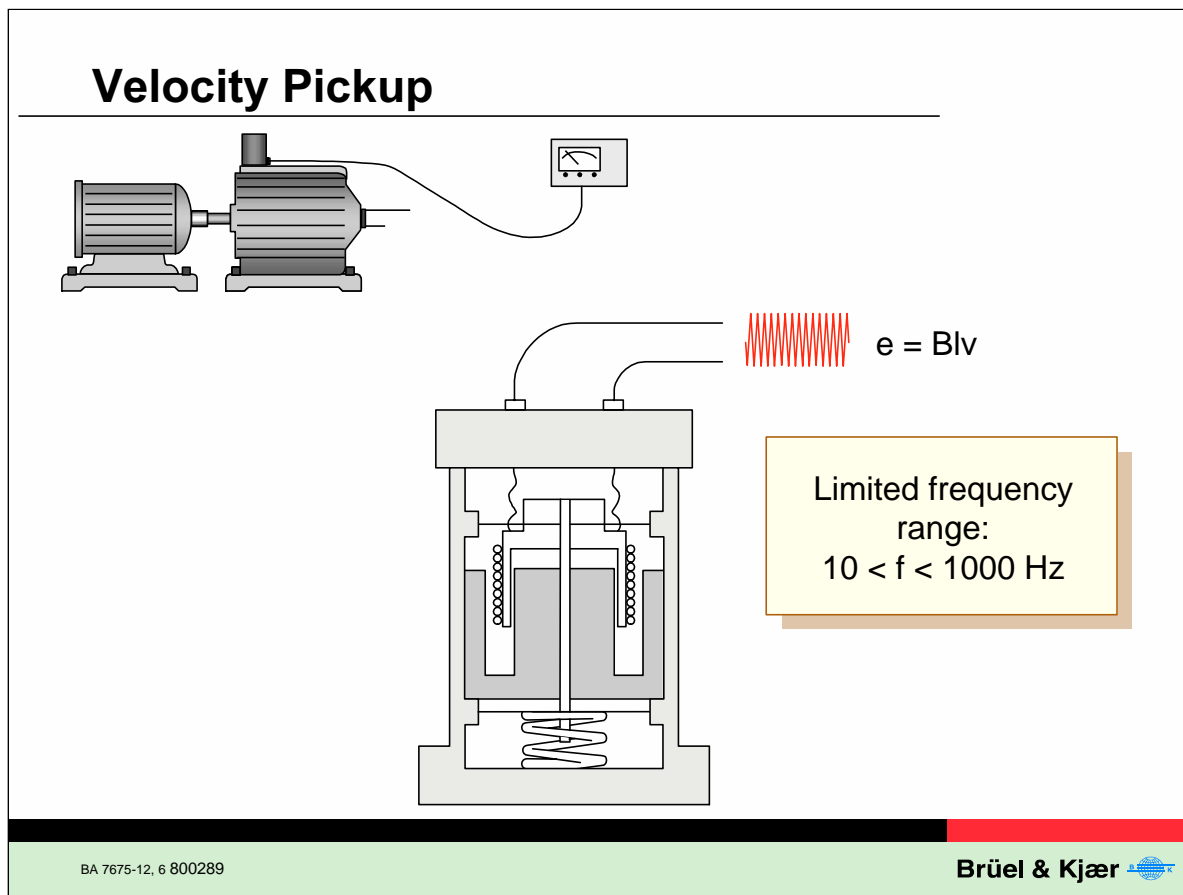 Velocity Pickup
e = Blv
Limited frequency
range:
10 < f < 1000 Hz
BA 7675-12, 6 800289
Brüel & Kjær B K